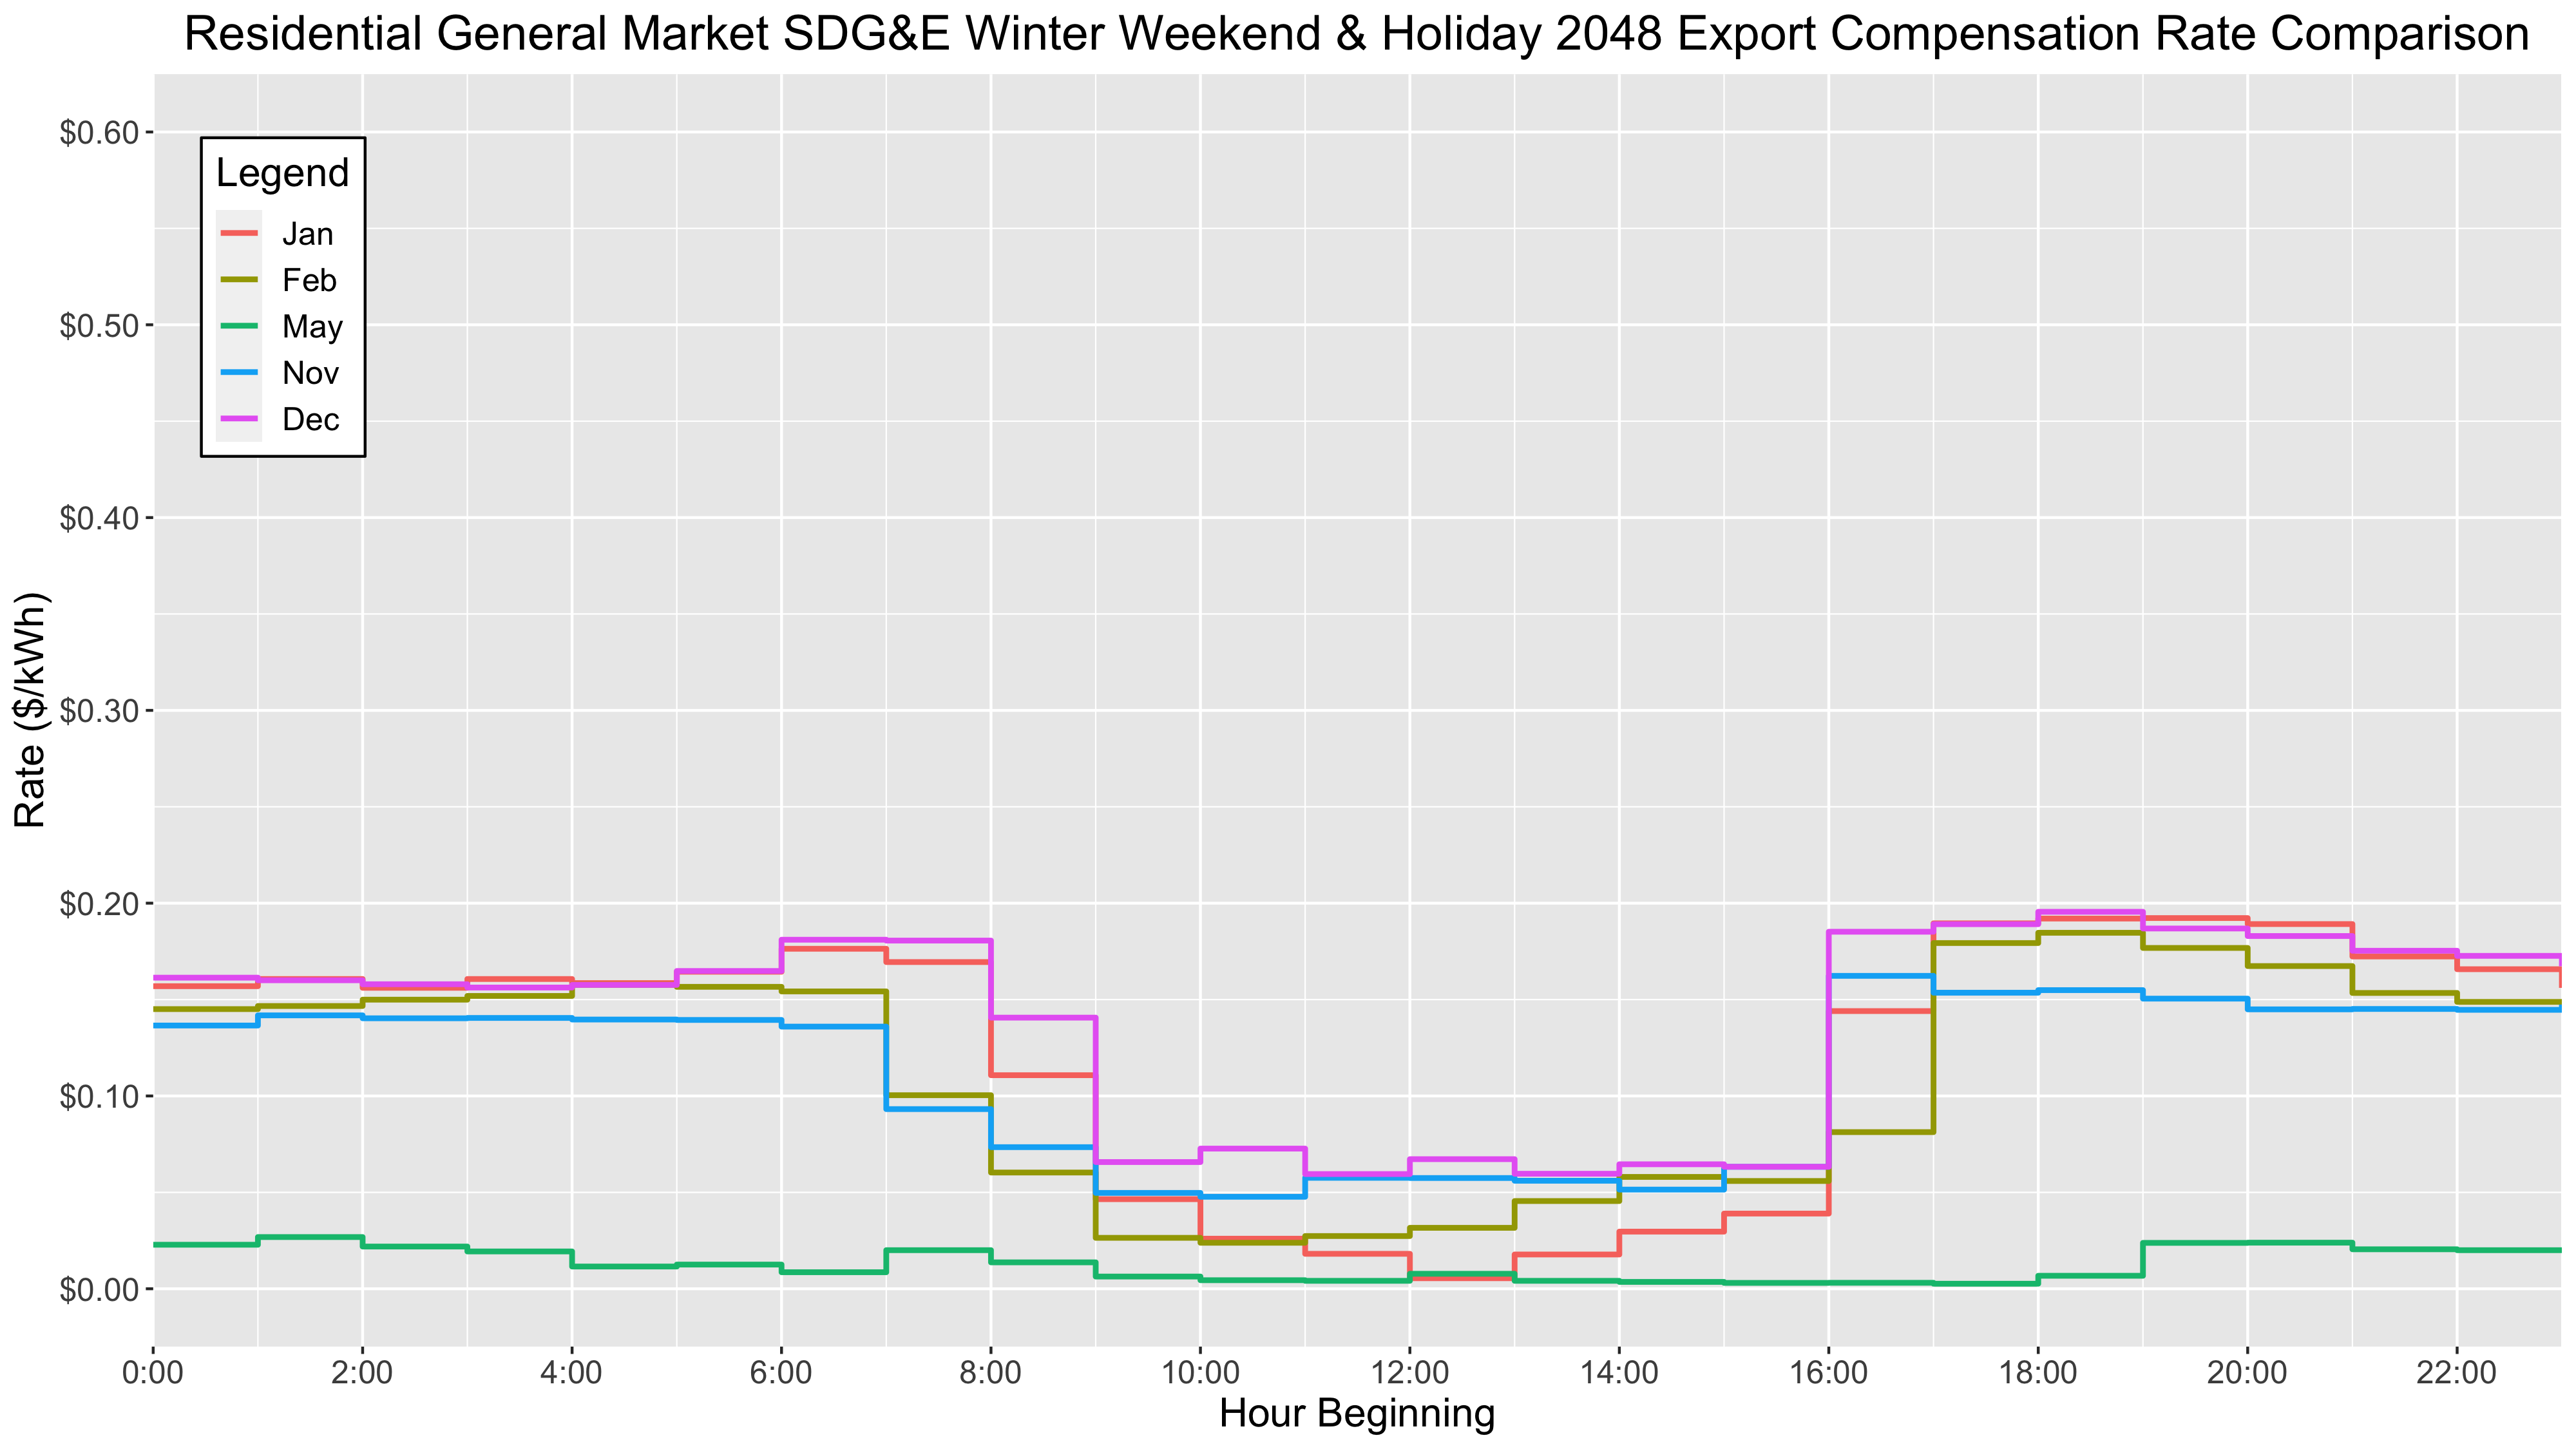 Residential General Market SDG&E Winter Weekend & Holiday 2048 Export Compensation Rate Comparison
$0.60
$0.50
$0.40
$0.30
$0.20
$0.10
$0.00
Rate ($/kWh)
Legend
Jan
Feb
May
Nov
Dec
0:00 2:00 4:00 6:00 8:00 10:00 12:00 14:00 16:00 18:00 20:00 22:00
Hour Beginning